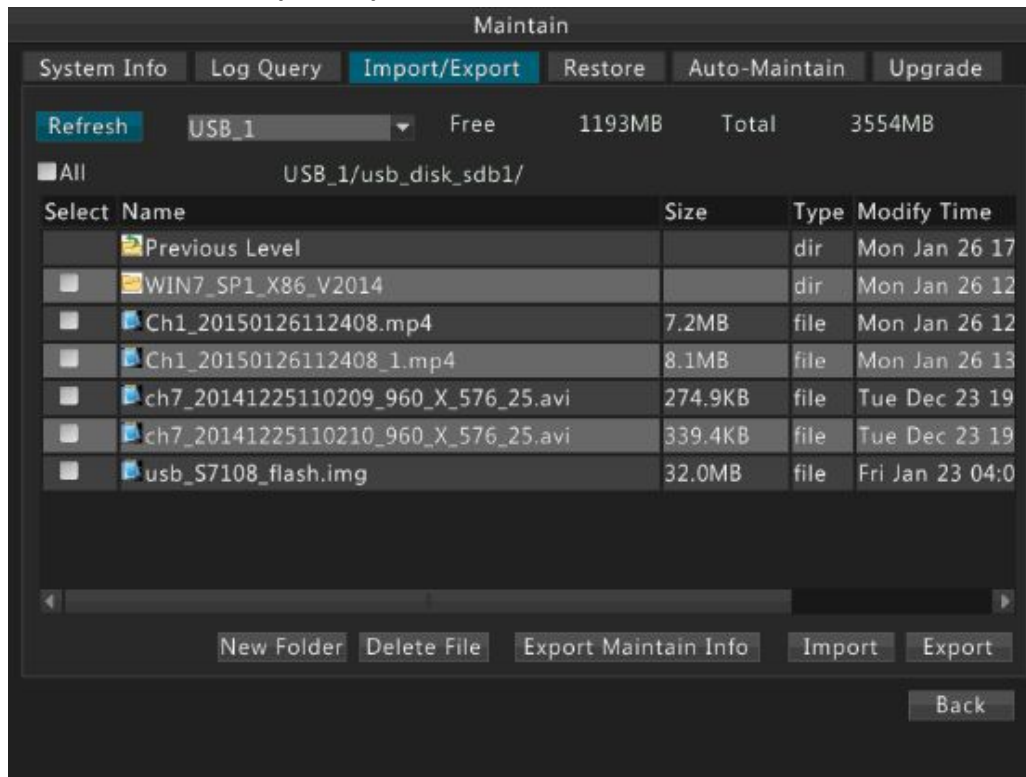 Maintain
System Info Log Query Import/Export Restore Auto-Maintain Upgrade
Refresh USB_1 Free 1193MB Total 3554MB
All USB_1/usb_disk_sdb1/
Select Name Size Type Modify Time
Previous Level dir Mon Jan 26 17
WIN7_SP1_X86_V2014 dir Mon Jan 26 12
Ch1_20150126112408.mp4 7.2MB file Mon Jan 26 12
Ch1_20150126112408_1.mp4 8.1MB file Mon Jan 26 13
ch7_20141225110209_960_X_576_25.avi 274.9KB file Tue Dec 23 19
ch7_20141225110210_960_X_576_25.avi 339.4KB file Tue Dec 23 19
usb_S7108_flash.img 32.0MB file Fri Jan 23 04:0
New Folder Delete File Export Maintain Info Import Export
Back